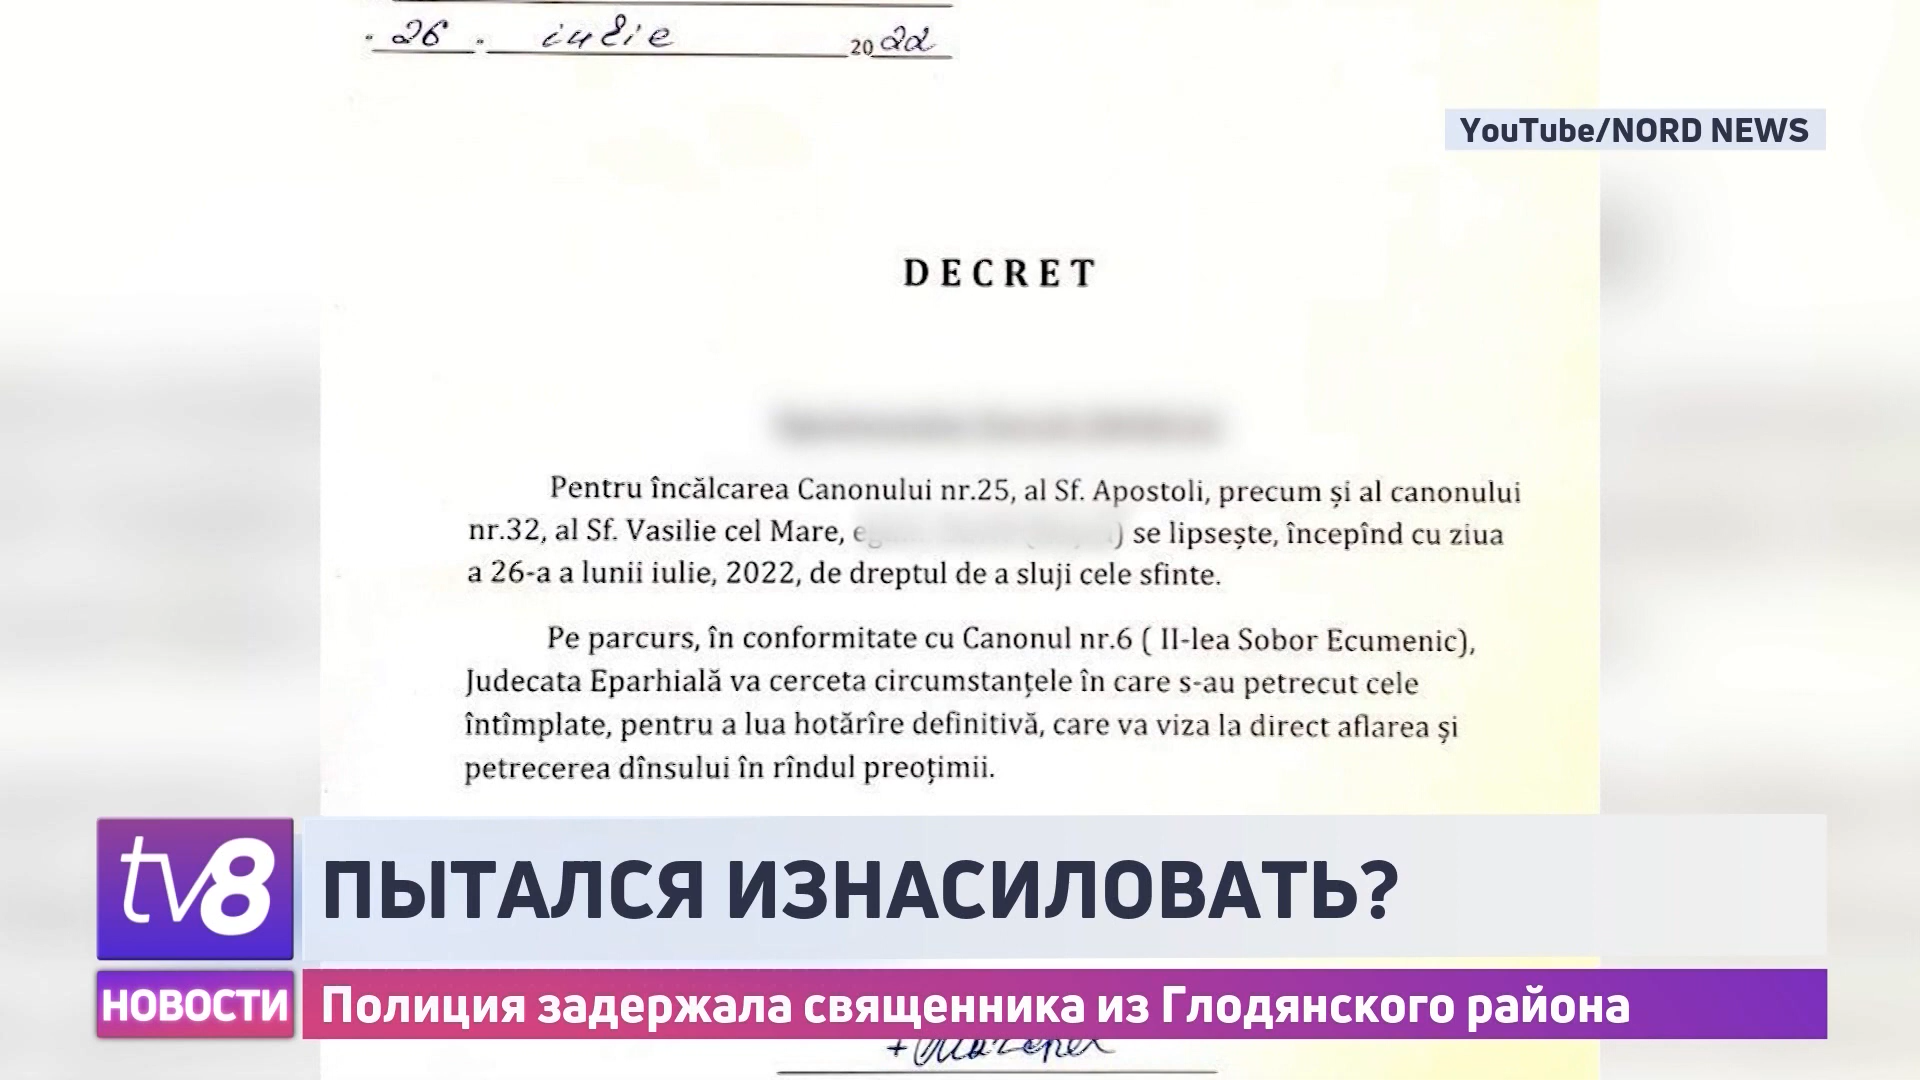 26. iulie 2022
YouTube/NORD NEWS
DECRET
Pentru încălcarea Canonului nr.25, al Sf. Apostoli, precum și al canonului
nr.32, al Sf. Vasilie cel Mare, ) se lipsește, începînd cu ziua
a 26-a a lunii iulie, 2022, de dreptul de a sluji cele sfinte.
Pe parcurs, în conformitate cu Canonul nr.6 ( II-lea Sobor Ecumenic),
Judecata Eparhială va cerceta circumstanțele în care s-au petrecut cele
întîmplate, pentru a lua hotărîre definitivă, care va viza la direct aflarea și
petrecerea dînsului în rîndul preoțimii.
tv8
ПЫТАЛСЯ ИЗНАСИЛОВАТЬ?
НОВОСТИ
Полиция задержала священника из Глодянского района